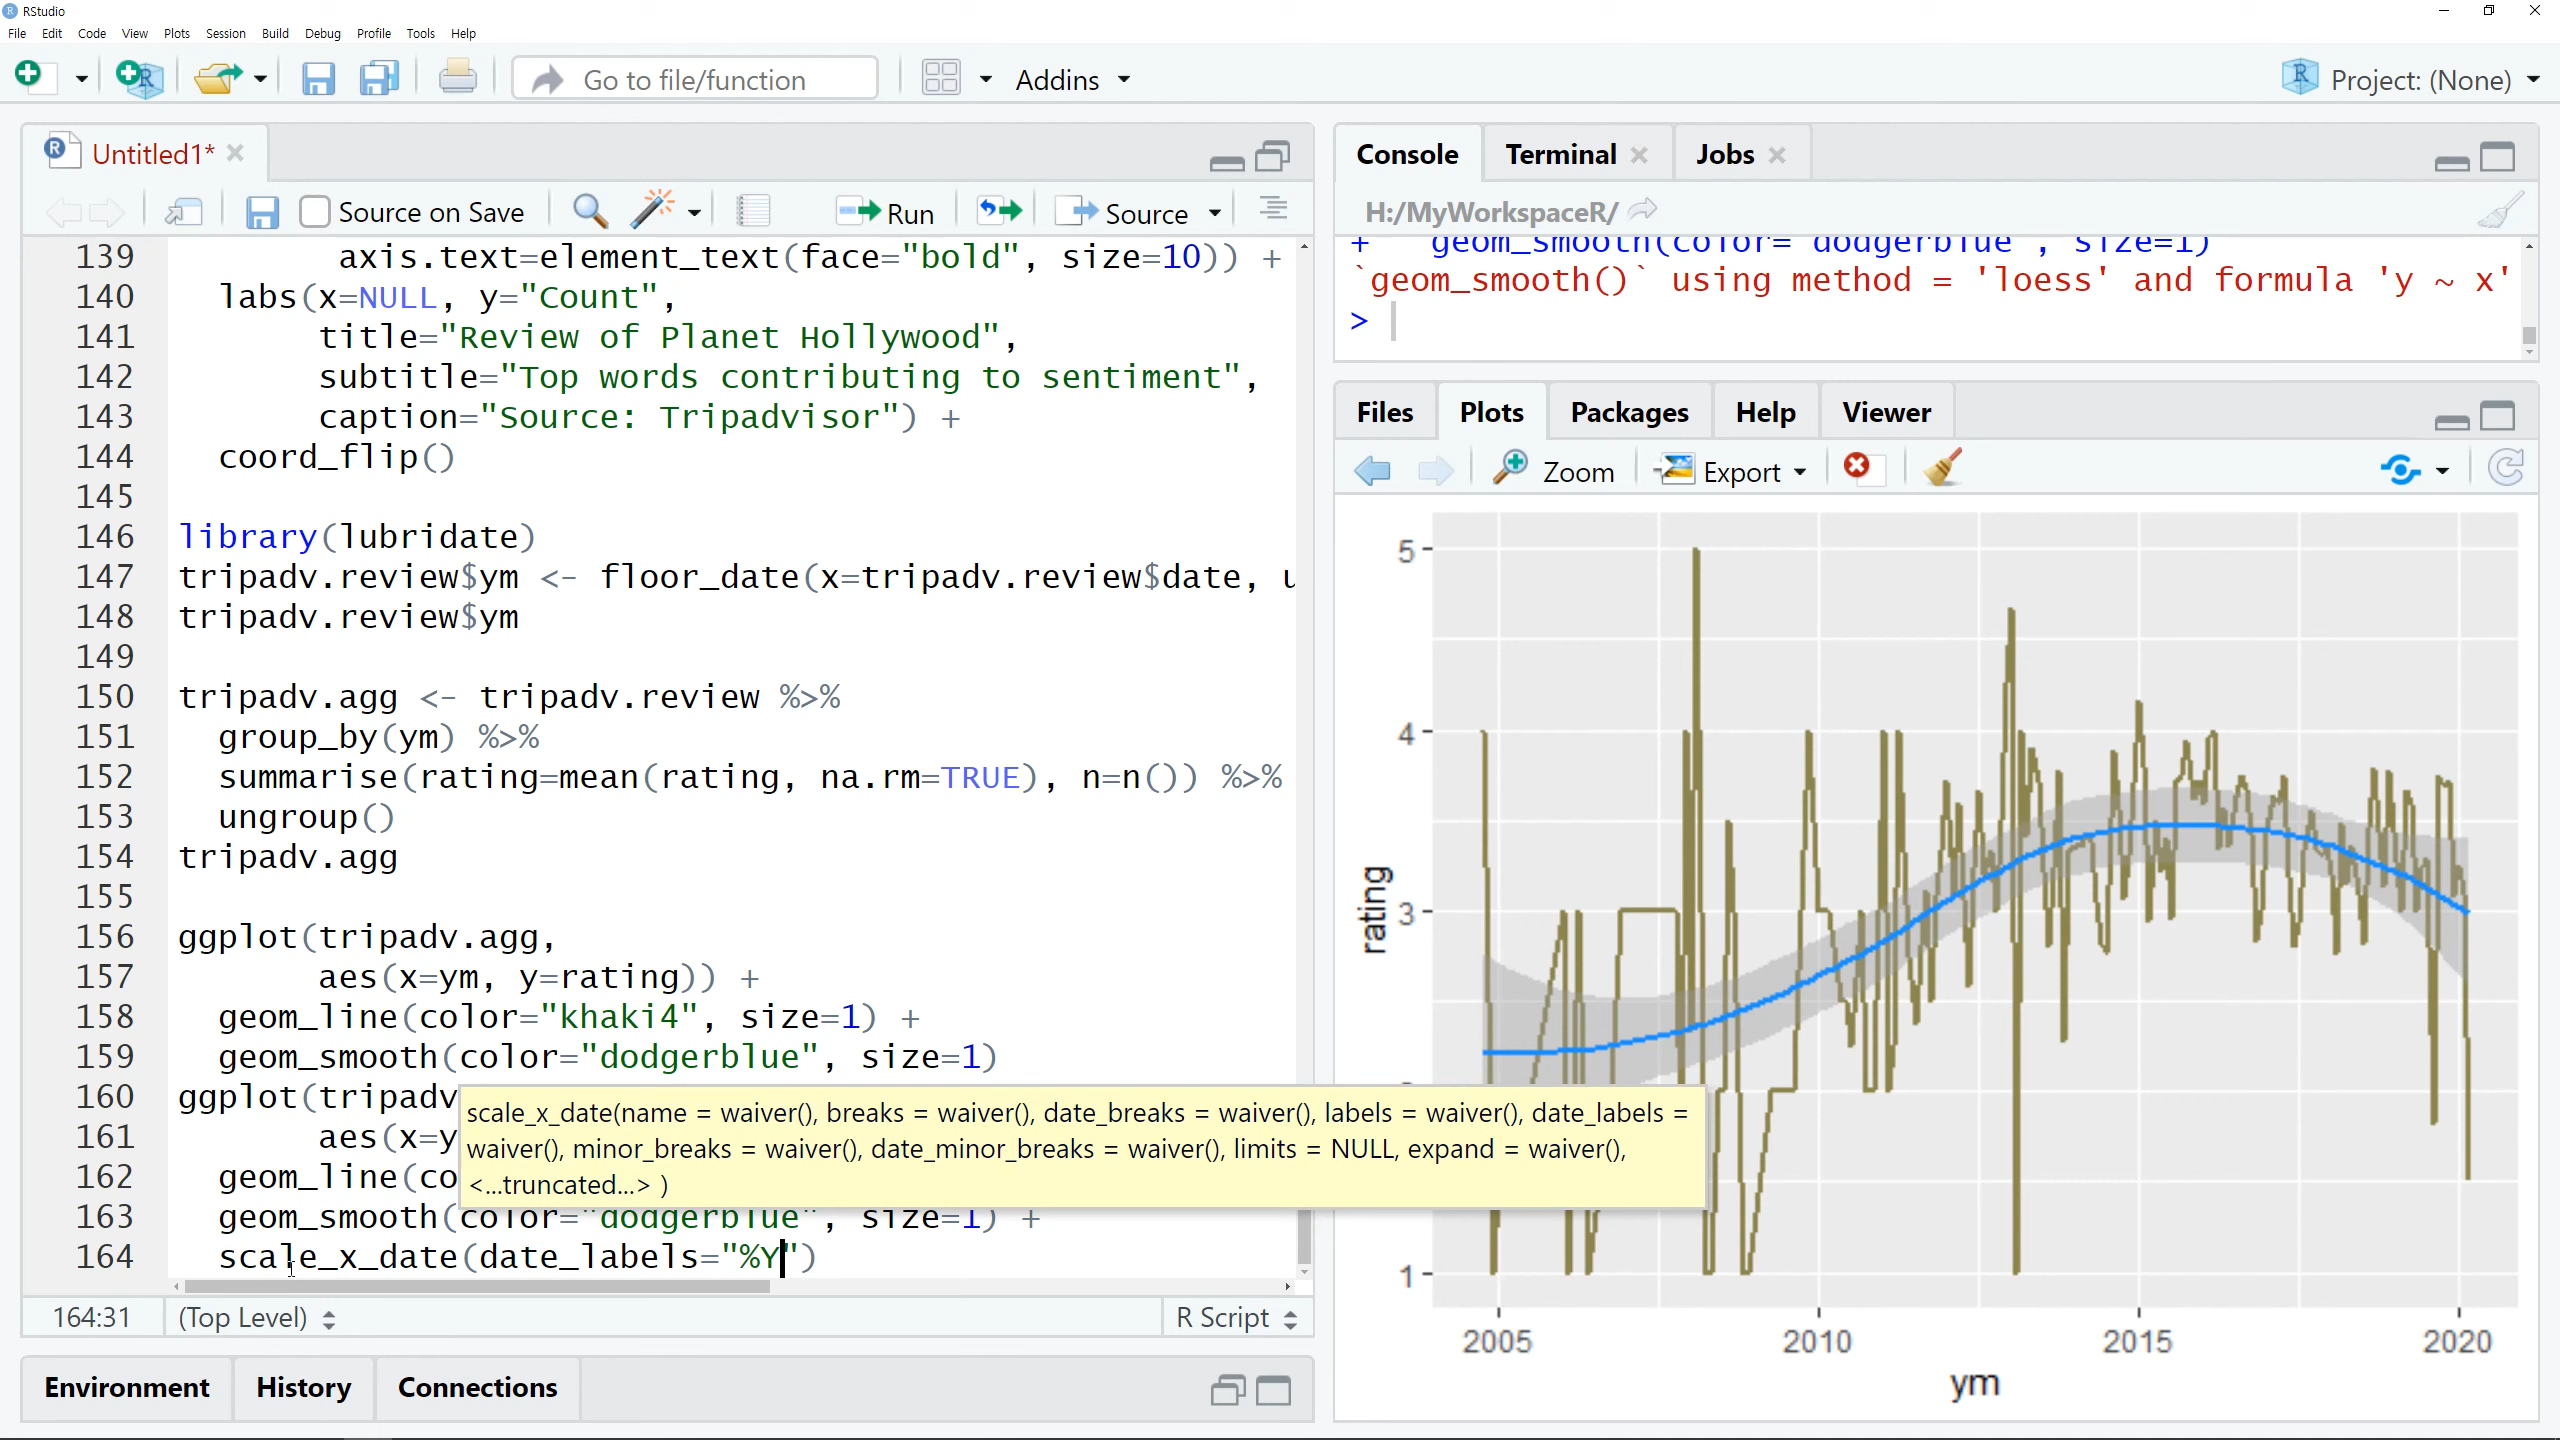 RStudio
File Edit Code View Plots Session Build Debug Profile Tools Help
Go to file/function
Addins
Project: (None)
Untitled1*
Source on Save
Run
Source
139 axis.text=element_text(face="bold", size=10)) +
140 labs(x=NULL, y="Count",
141 title="Review of Planet Hollywood",
142 subtitle="Top words contributing to sentiment",
143 caption="Source: Tripadvisor") +
144 coord_flip()
145
146 library(lubridate)
147 tripadv.review$ym <- floor_date(x=tripadv.review$date, u
148 tripadv.review$ym
149
150 tripadv.agg <- tripadv.review %>%
151 group_by(ym) %>%
152 summarise(rating=mean(rating, na.rm=TRUE), n=n()) %>%
153 ungroup()
154 tripadv.agg
155
156 ggplot(tripadv.agg,
157 aes(x=ym, y=rating)) +
158 geom_line(color="khaki4", size=1) +
159 geom_smooth(color="dodgerblue", size=1)
160 ggplot(tripadv
161 aes(x=y
162 geom_line(co
163 geom_smooth(color="dodgerblue", size=1) +
164 scale_x_date(date_labels="%Y")
scale_x_date(name = waiver(), breaks = waiver(), date_breaks = waiver(), labels = waiver(), date_labels =
waiver(), minor_breaks = waiver(), date_minor_breaks = waiver(), limits = NULL, expand = waiver(),
<...truncated...> )
164:31 (Top Level) R Script
Environment History Connections
Console Terminal Jobs
H:/MyWorkspaceR/
+ geom_smooth(color="dodgerblue", size=1)
`geom_smooth()` using method = 'loess' and formula 'y ~ x'
>
Files Plots Packages Help Viewer
Zoom Export
5
4
3
1
rating
2005 2010 2015 2020
ym